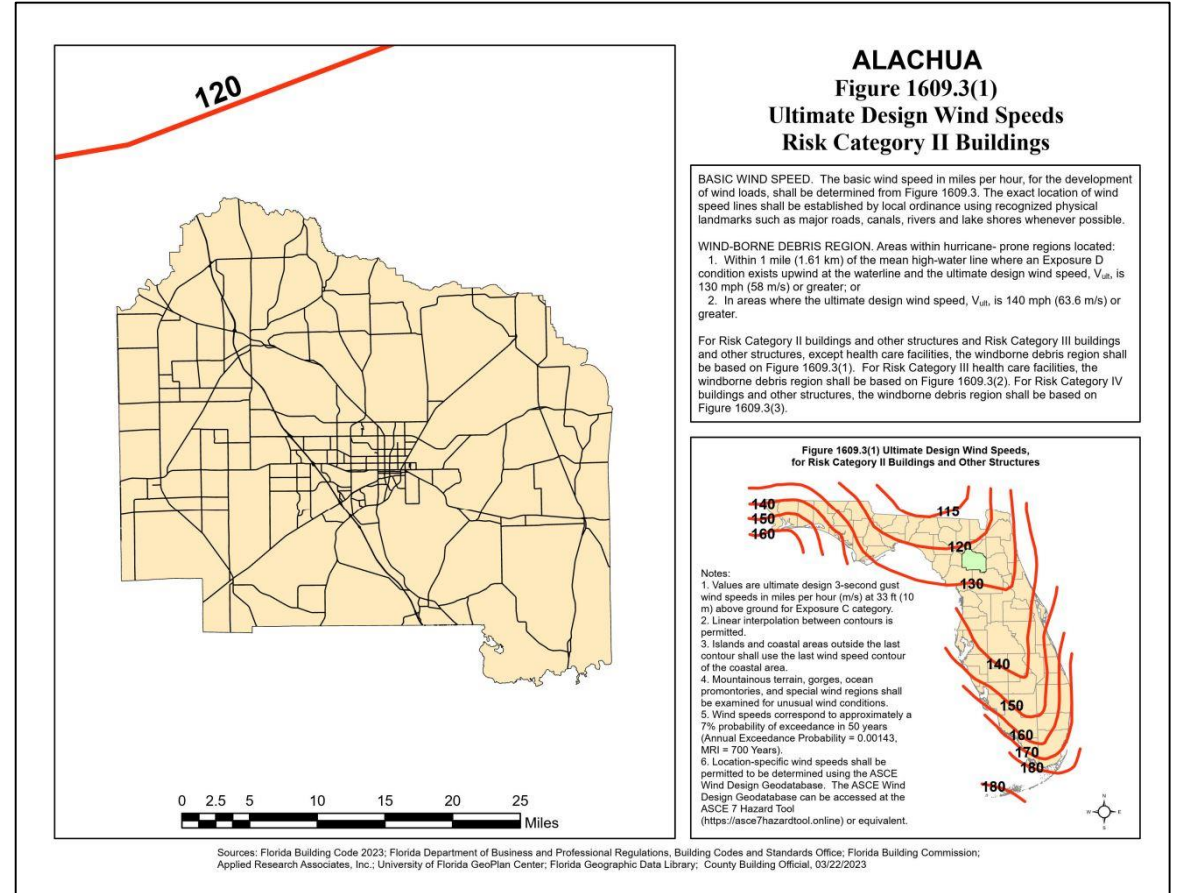 120
ALACHUA
Figure 1609.3(1)
Ultimate Design Wind Speeds
Risk Category II Buildings
BASIC WIND SPEED. The basic wind speed in miles per hour, for the development
of wind loads, shall be determined from Figure 1609.3. The exact location of wind
speed lines shall be established by local ordinance using recognized physical
landmarks such as major roads, canals, rivers and lake shores whenever possible.
WIND-BORNE DEBRIS REGION. Areas within hurricane- prone regions located:
1. Within 1 mile (1.61 km) of the mean high-water line where an Exposure D
condition exists upwind at the waterline and the ultimate design wind speed, Vult, is
130 mph (58 m/s) or greater; or
2. In areas where the ultimate design wind speed, Vult, is 140 mph (63.6 m/s) or
greater.
For Risk Category II buildings and other structures and Risk Category III buildings
and other structures, except health care facilities, the windborne debris region shall
be based on Figure 1609.3(1). For Risk Category III health care facilities, the
windborne debris region shall be based on Figure 1609.3(2). For Risk Category IV
buildings and other structures, the windborne debris region shall be based on
Figure 1609.3(3).
Figure 1609.3(1) Ultimate Design Wind Speeds,
for Risk Category II Buildings and Other Structures
140
150
160
115
120
130
140
150
160
170
180
180
Notes:
1. Values are ultimate design 3-second gust
wind speeds in miles per hour (m/s) at 33 ft (10
m) above ground for Exposure C category.
2. Linear interpolation between contours is
permitted.
3. Islands and coastal areas outside the last
contour shall use the last wind speed contour
of the coastal area.
4. Mountainous terrain, gorges, ocean
promontories, and special wind regions shall
be examined for unusual wind conditions.
5. Wind speeds correspond to approximately a
7% probability of exceedance in 50 years
(Annual Exceedance Probability = 0.00143,
MRI = 700 Years).
6. Location-specific wind speeds shall be
permitted to be determined using the ASCE
Wind Design Geodatabase. The ASCE Wind
Design Geodatabase can be accessed at the
ASCE 7 Hazard Tool
(https://asce7hazardtool.online) or equivalent.
N
W E
S
0 2.5 5 10 15 20 25
Miles
Sources: Florida Building Code 2023; Florida Department of Business and Professional Regulations, Building Codes and Standards Office; Florida Building Commission;
Applied Research Associates, Inc.; University of Florida GeoPlan Center; Florida Geographic Data Library; County Building Official, 03/22/2023